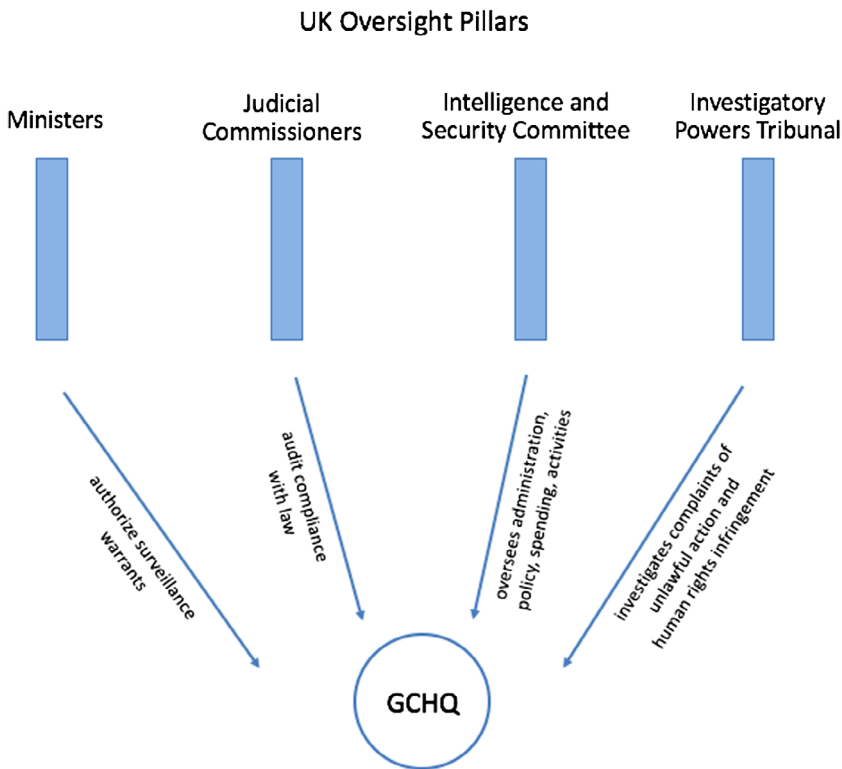 UK Oversight Pillars
Ministers
Judicial
Commissioners
Intelligence and
Security Committee
Investigatory
Powers Tribunal
authorize surveillance
warrants
audit compliance
with law
oversees administration,
policy, spending, activities
investigates complaints of
unlawful action and
human rights infringement
GCHQ